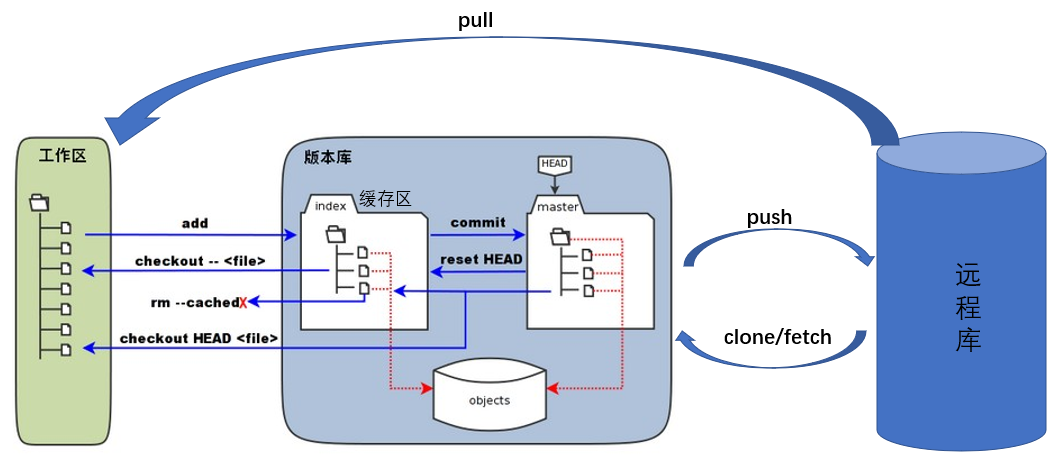 pull
工作区
版本库
HEAD
index
缓存区
master
add
commit
push
checkout -- <file>
reset HEAD
远
程
库
rm --cachedX
checkout HEAD <file>
clone/fetch
objects